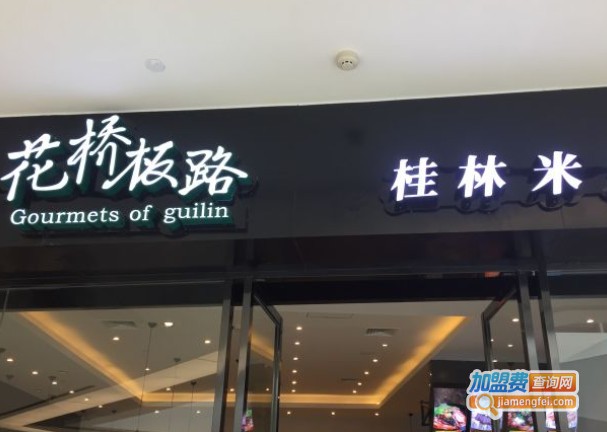 花桥板路
Gourmets of guilin
桂林米
加盟费查询网
jiamengfei.com